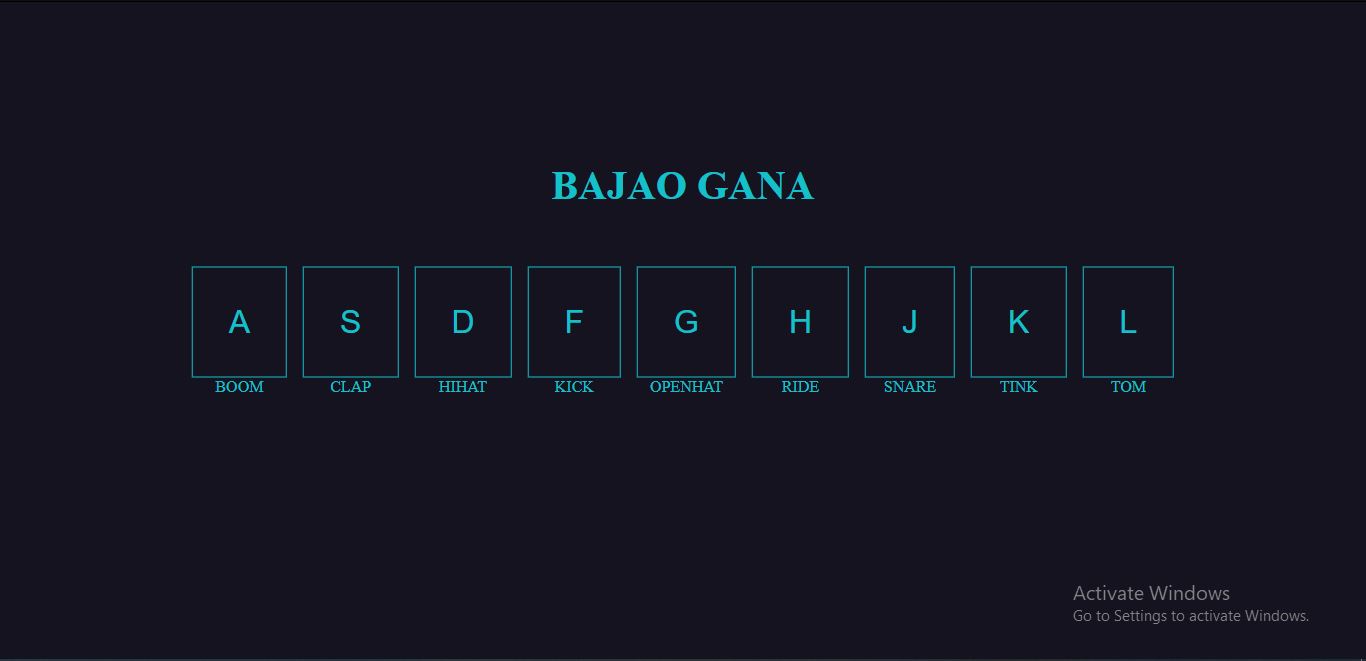 BAJAO GANA
A S D F G H J K L
BOOM CLAP HIHAT KICK OPENHAT RIDE SNARE TINK TOM
Activate Windows
Go to Settings to activate Windows.